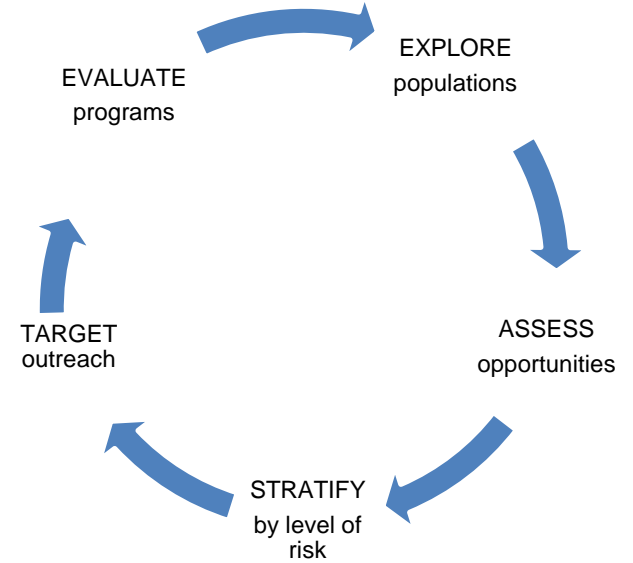 EXPLORE
populations
ASSESS
opportunities
STRATIFY
by level of
risk
TARGET
outreach
EVALUATE
programs